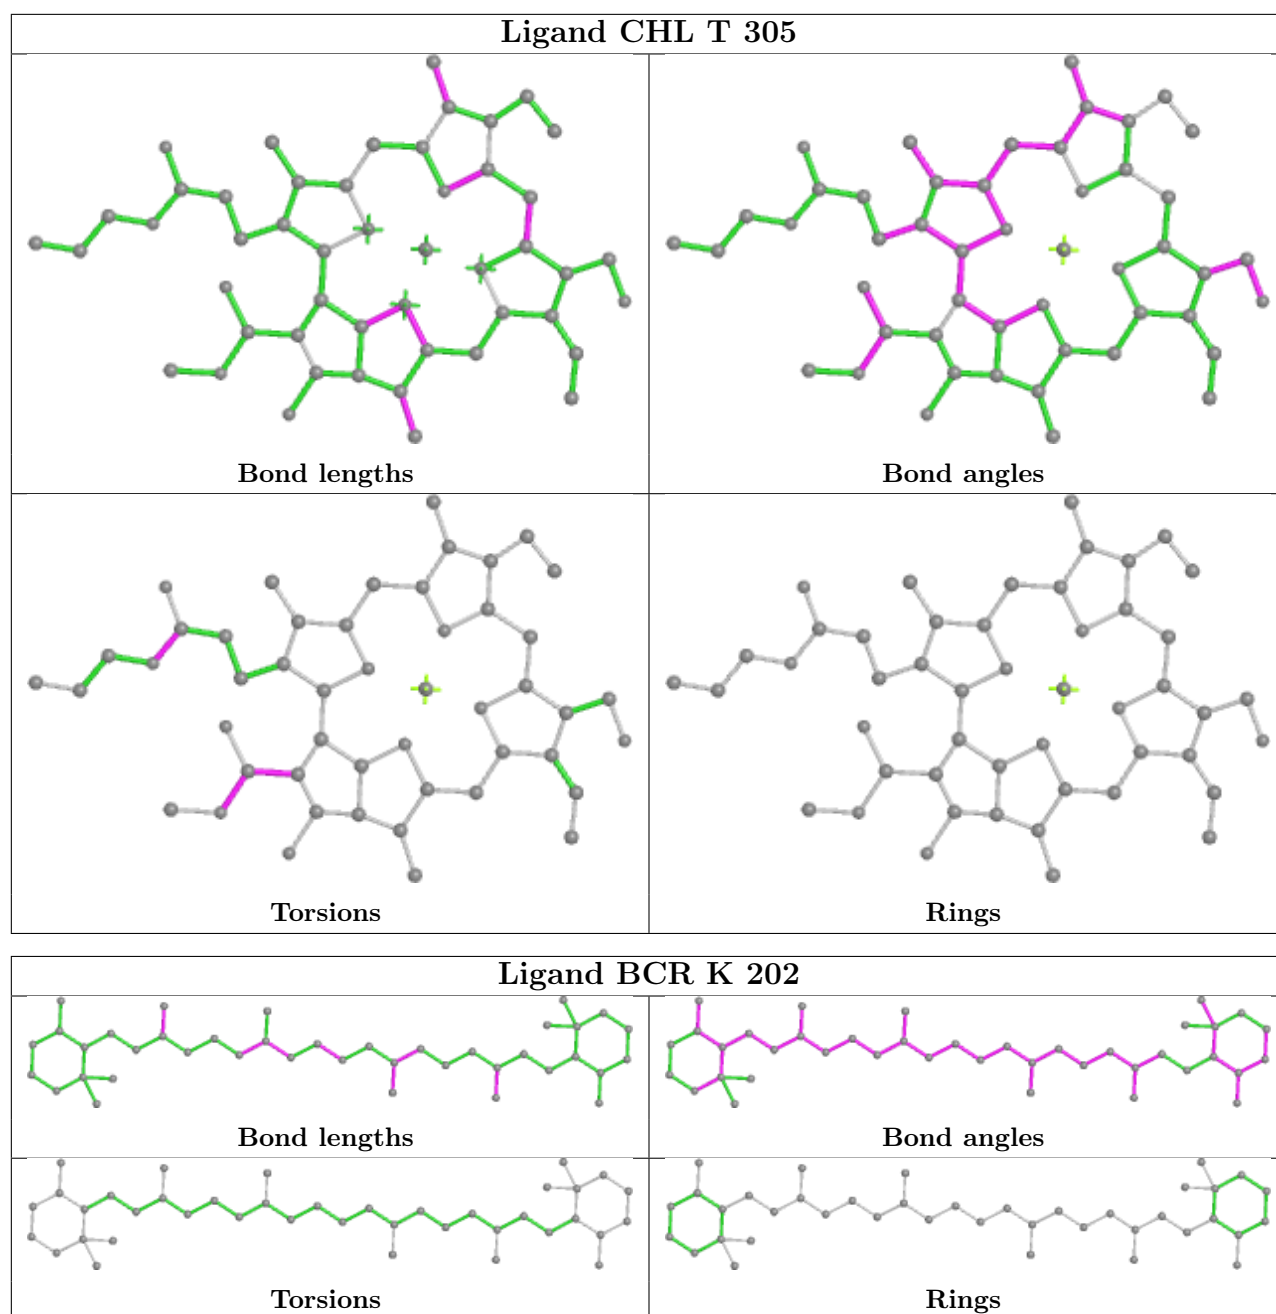 Ligand CHL T 305
Bond lengths
Bond angles
Torsions
Rings
Ligand BCR K 202
Bond lengths
Bond angles
Torsions
Rings